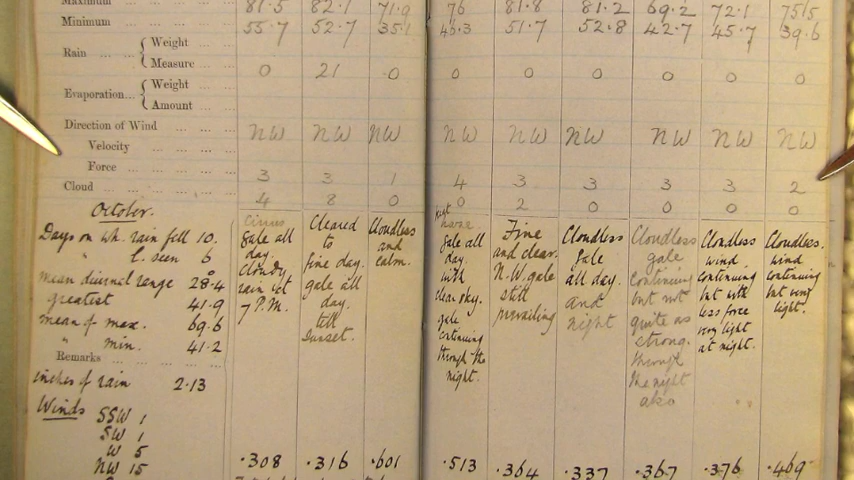 Maximum ... ... ... 81.5 82.1 71.9 76 81.8 81.2 69.2 72.1 75.5
Minimum ... ... ... 55.7 52.7 35.1 45.3 51.7 52.8 42.7 45.7 39.6
Rain ... { Weight ... ...
Measure ... ... 0 21 0 0 0 0 0 0 0
Evaporation... { Weight ... ...
Amount ... ...
Direction of Wind ... ... NW NW NW NW NW NW NW NW NW
Velocity ... ...
Force ... ... 3 3 1 4 3 3 3 3 2
Cloud ... ... ... 4 8 0 0 2 0 0 0 0
October.
Days on wh. rain fell 10.
" L. seen 6
mean diurnal range 28.4
greatest 41.9
mean of max. 69.6
" min. 41.2
Remarks ... ... ... ...
inches of rain 2.13
Winds SSW 1
SW 1
W 5
NW 15
Cirrus
gale all
day.
cloudy
rain at
7 P.M.
Cleared
to
fine day.
gale all
day.
till
sunset.
Cloudless
and
calm.
gale all
day.
with
clear sky.
gale
continuing
through the
night.
Fine
and clear.
N.W. gale
still
prevailing
Cloudless
gale
all day.
and
night
Cloudless
gale
continuing
but not
quite as
strong.
through
the night
also
Cloudless
wind
continuing
but with
less force
very light
at night.
Cloudless.
wind
continuing
but very
light.
.308 .316 .601 .513 .364 .337 .367 .376 .469